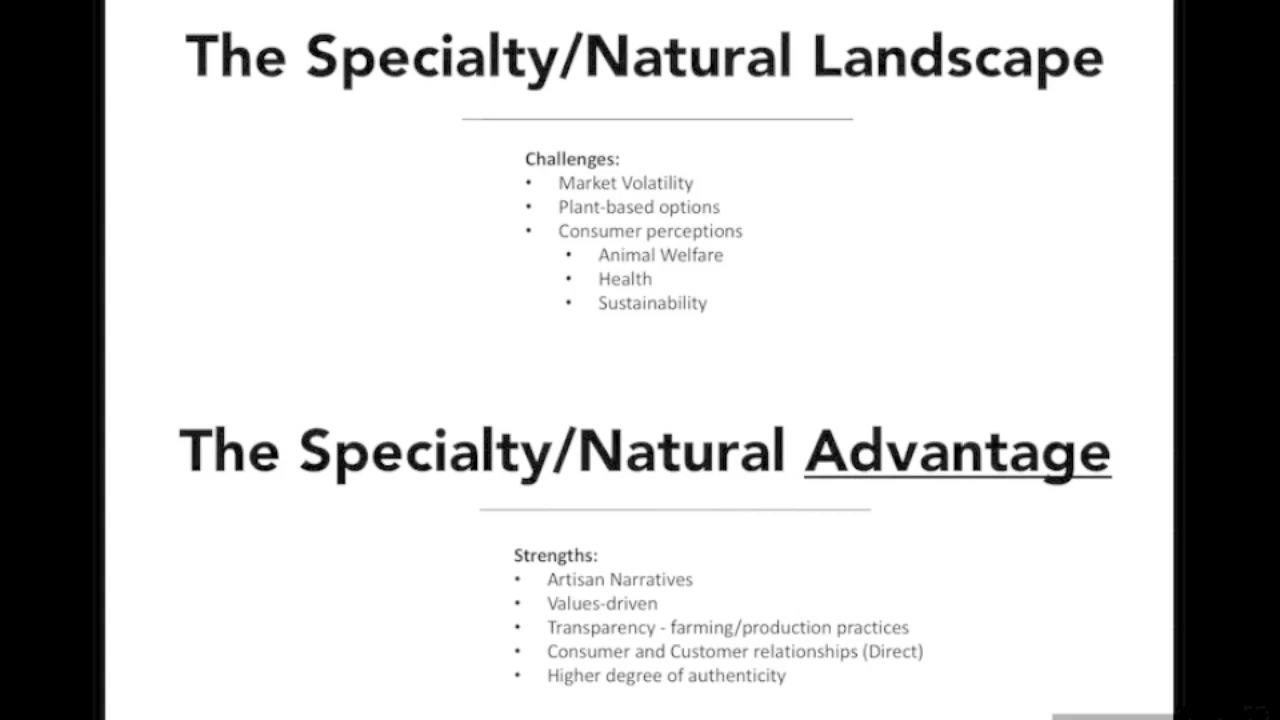 The Specialty/Natural Landscape
Challenges:
• Market Volatility
• Plant-based options
• Consumer perceptions
• Animal Welfare
• Health
• Sustainability
The Specialty/Natural Advantage
Strengths:
• Artisan Narratives
• Values-driven
• Transparency - farming/production practices
• Consumer and Customer relationships (Direct)
• Higher degree of authenticity